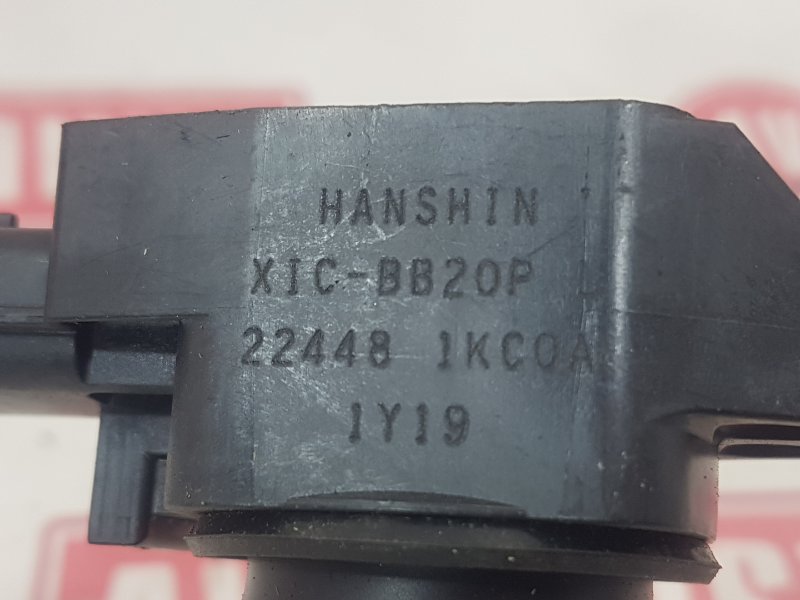 HANSHIN
XIC-BB20P
22448 1KC0A
1Y19